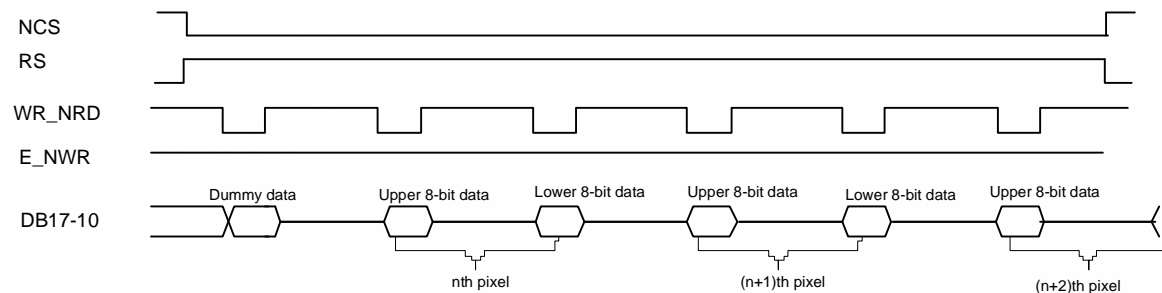 NCS
RS
WR_NRD
E_NWR
DB17-10
Dummy data
Upper 8-bit data
Lower 8-bit data
Upper 8-bit data
Lower 8-bit data
Upper 8-bit data
nth pixel
(n+1)th pixel
(n+2)th pixel